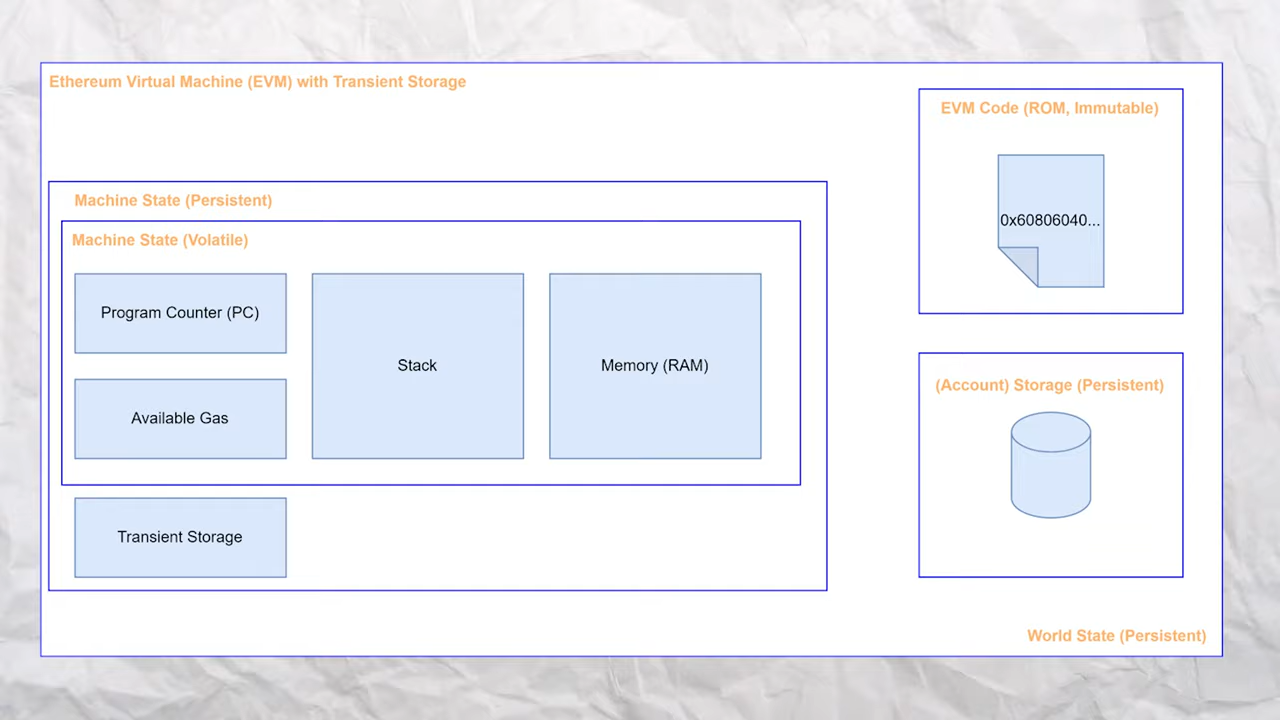 Ethereum Virtual Machine (EVM) with Transient Storage
EVM Code (ROM, Immutable)
0x60806040...
Machine State (Persistent)
Machine State (Volatile)
Program Counter (PC)
Stack
Memory (RAM)
Available Gas
Transient Storage
(Account) Storage (Persistent)
World State (Persistent)